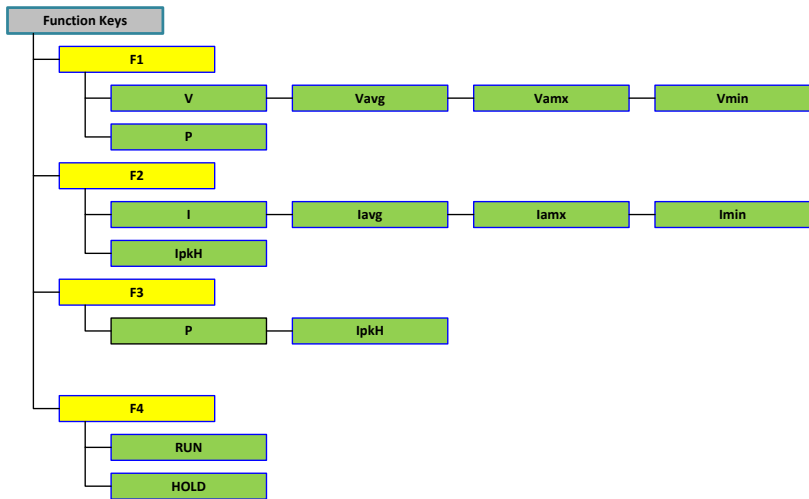 Function Keys
F1
V Vavg Vamx Vmin
P
F2
I Iavg Iamx Imin
IpkH
F3
P IpkH
F4
RUN
HOLD